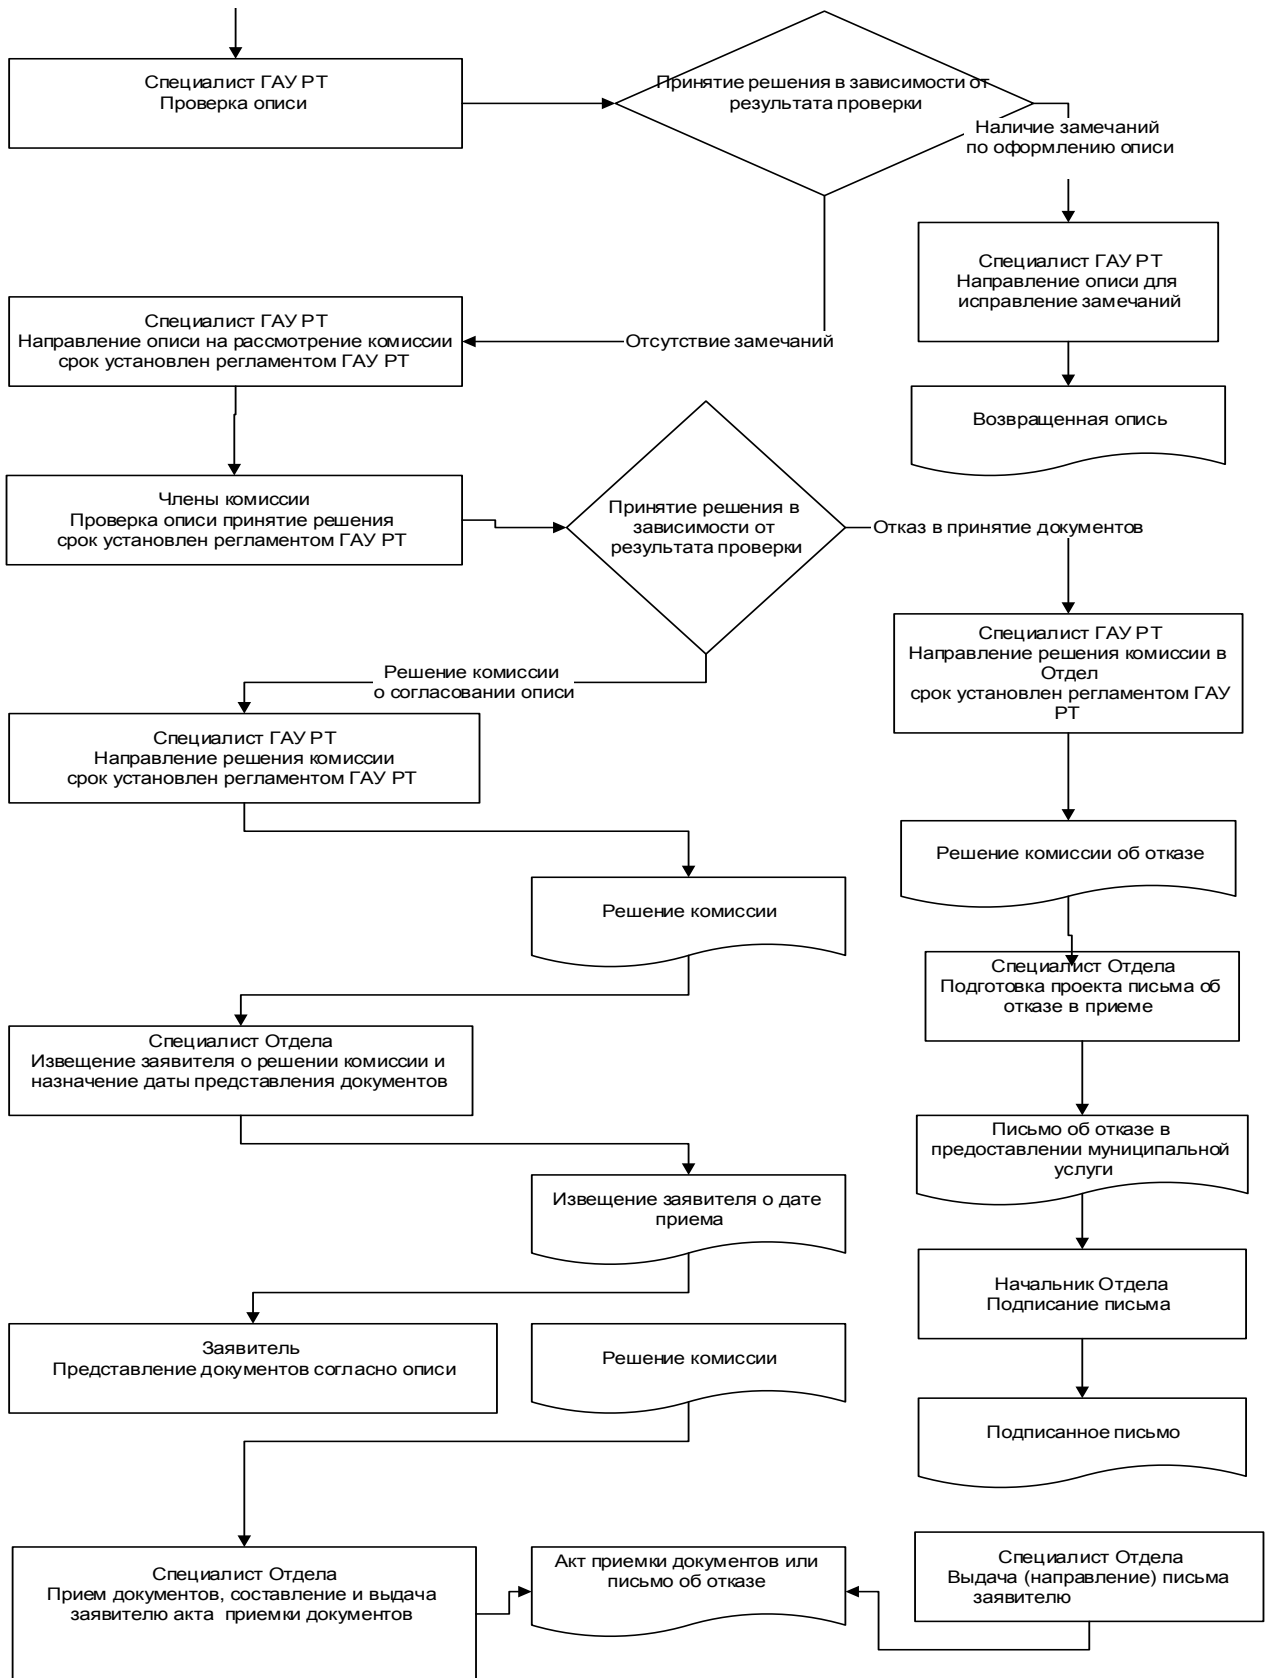 Специалист ГАУ РТ
Проверка описи
Принятие решения в зависимости от
результата проверки
Наличие замечаний
по оформлению описи
Специалист ГАУ РТ
Направление описи для
исправление замечаний
Специалист ГАУ РТ
Направление описи на рассмотрение комиссии
срок установлен регламентом ГАУ РТ
Отсутствие замечаний
Возвращенная опись
Члены комиссии
Проверка описи принятие решения
срок установлен регламентом ГАУ РТ
Принятие решения в
зависимости от
результата проверки
Отказ в принятие документов
Специалист ГАУ РТ
Направление решения комиссии в
Отдел
срок установлен регламентом ГАУ
РТ
Решение комиссии
о согласовании описи
Специалист ГАУ РТ
Направление решения комиссии
срок установлен регламентом ГАУ РТ
Решение комиссии об отказе
Решение комиссии
Специалист Отдела
Подготовка проекта письма об
отказе в приеме
Специалист Отдела
Извещение заявителя о решении комиссии и
назначение даты представления документов
Письмо об отказе в
предоставлении муниципальной
услуги
Извещение заявителя о дате
приема
Начальник Отдела
Подписание письма
Заявитель
Представление документов согласно описи
Решение комиссии
Подписанное письмо
Специалист Отдела
Прием документов, составление и выдача
заявителю акта приемки документов
Акт приемки документов или
письмо об отказе
Специалист Отдела
Выдача (направление) письма
заявителю